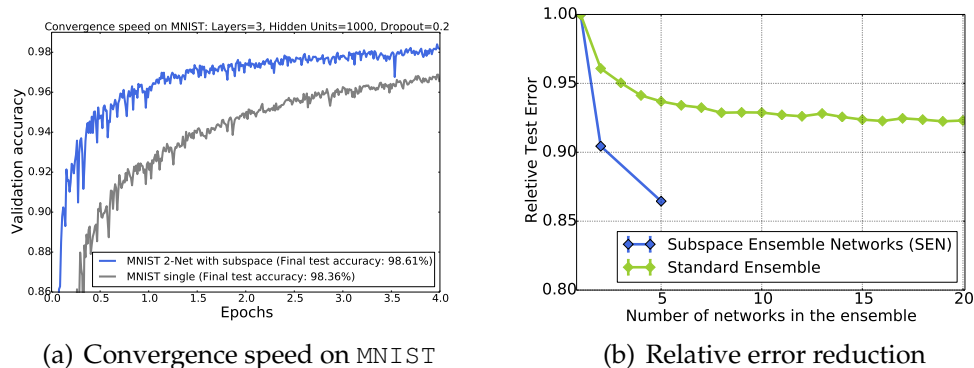 Convergence speed on MNIST: Layers=3, Hidden Units=1000, Dropout=0.2
Validation accuracy
0.98
0.96
0.94
0.92
0.90
0.88
0.86
MNIST 2-Net with subspace (Final test accuracy: 98.61%)
MNIST single (Final test accuracy: 98.36%)
0.0 0.5 1.0 1.5 2.0 2.5 3.0 3.5 4.0
Epochs
(a) Convergence speed on MNIST
Reletive Test Error
1.00
0.95
0.90
0.85
0.80
Subspace Ensemble Networks (SEN)
Standard Ensemble
5 10 15 20
Number of networks in the ensemble
(b) Relative error reduction